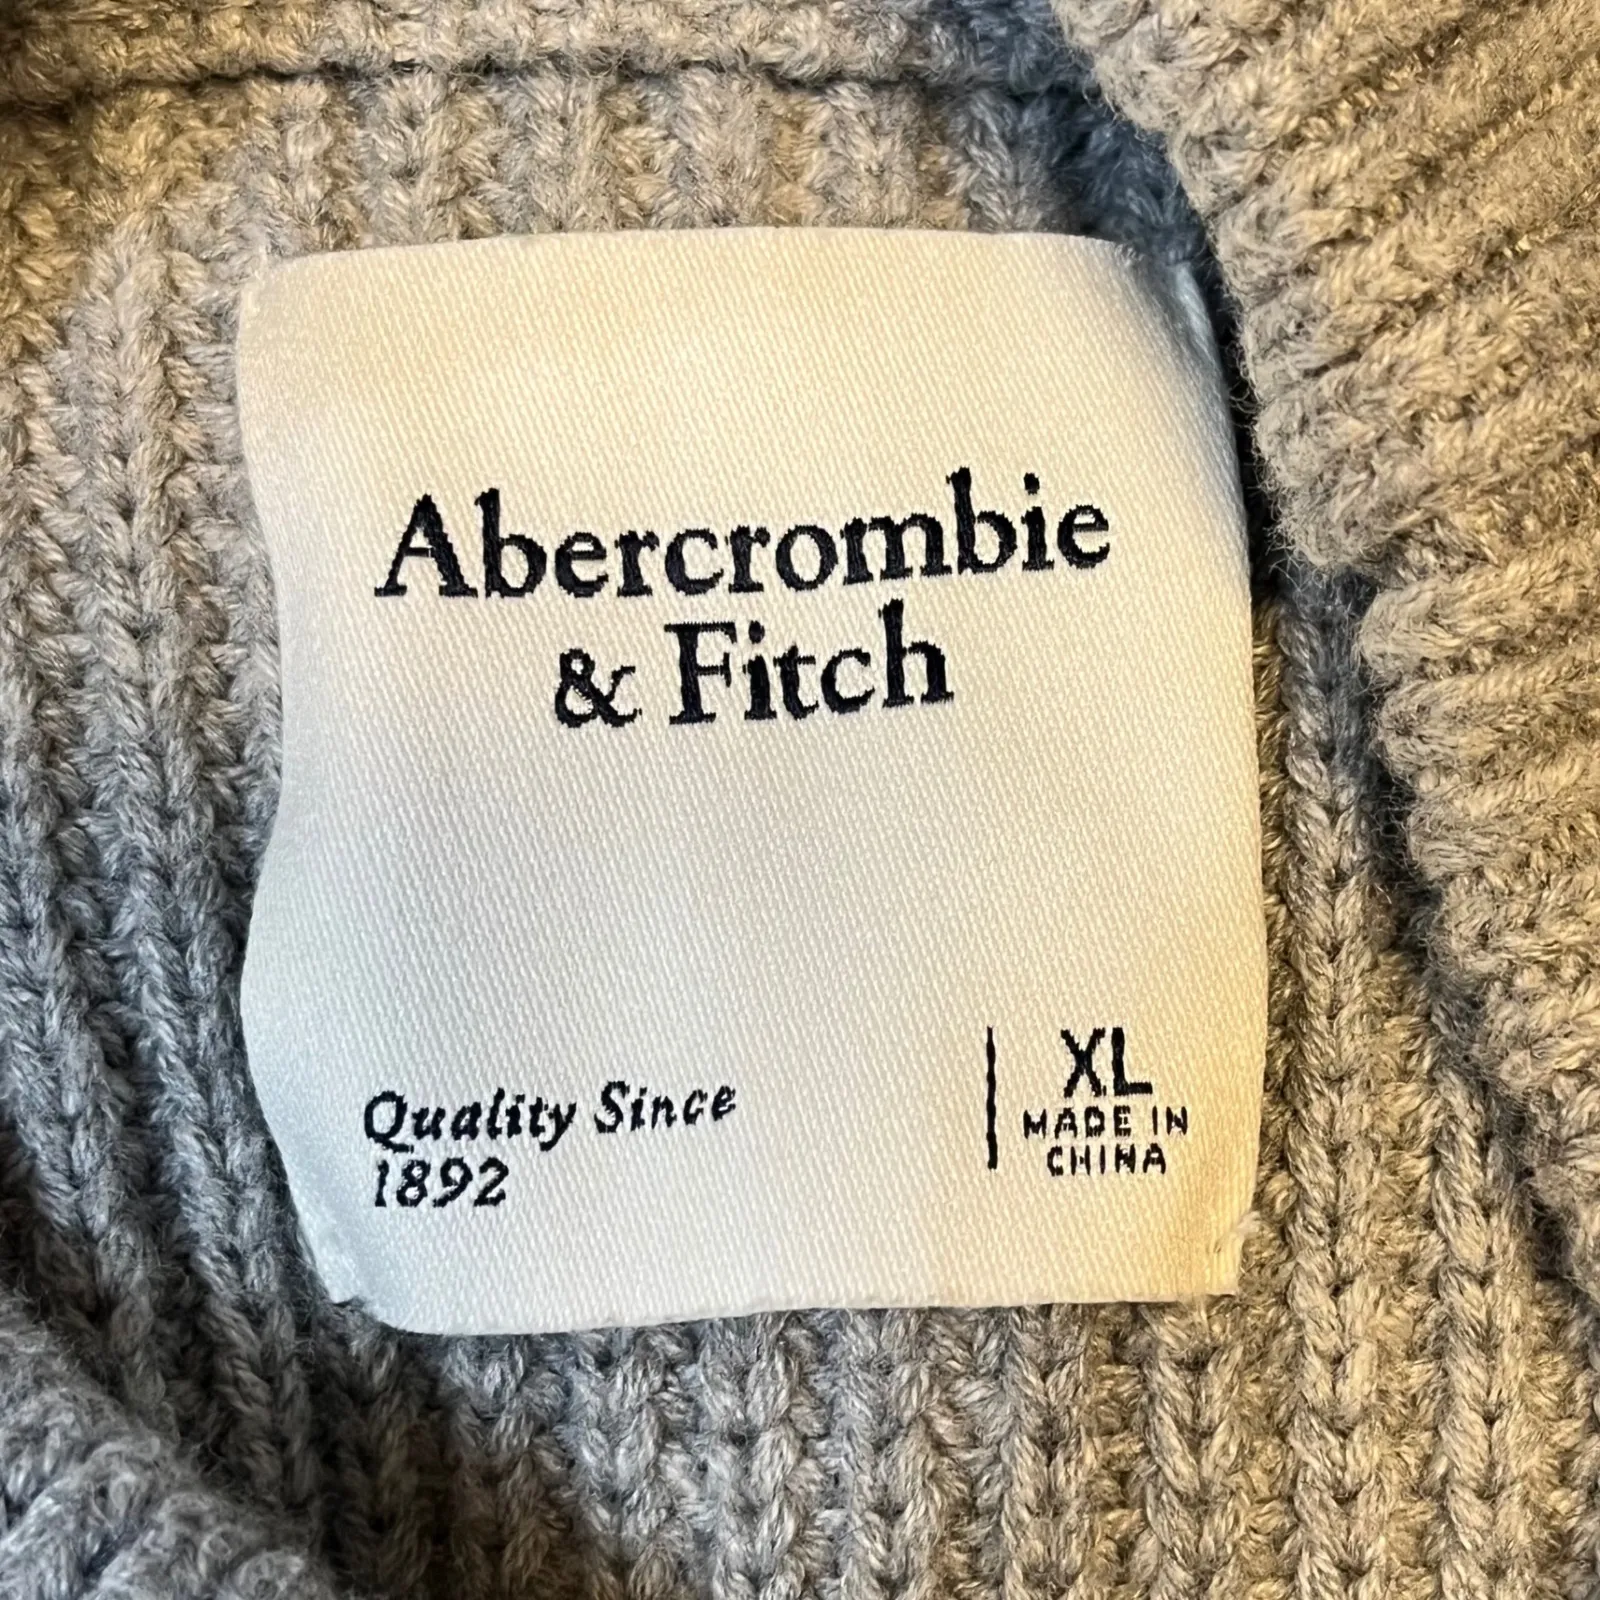 Abercrombie
& Fitch
Quality Since
1892
XL
MADE IN
CHINA